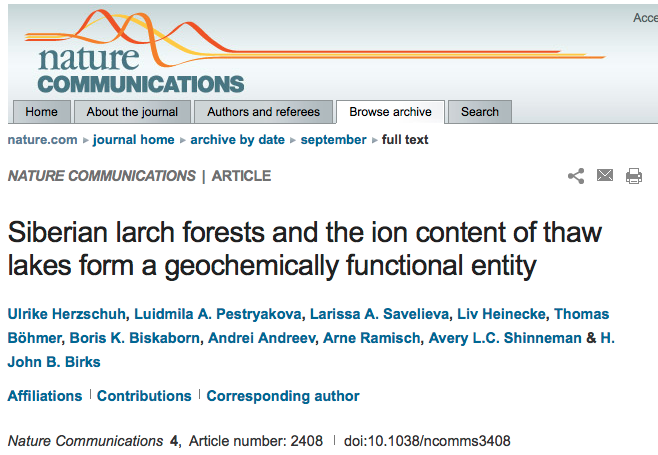 Acce
nature
COMMUNICATIONS
Home About the journal Authors and referees Browse archive Search
nature.com ▸ journal home ▸ archive by date ▸ september ▸ full text
NATURE COMMUNICATIONS | ARTICLE
Siberian larch forests and the ion content of thaw
lakes form a geochemically functional entity
Ulrike Herzschuh, Luidmila A. Pestryakova, Larissa A. Savelieva, Liv Heinecke, Thomas
Böhmer, Boris K. Biskaborn, Andrei Andreev, Arne Ramisch, Avery L.C. Shinneman & H.
John B. Birks
Affiliations | Contributions | Corresponding author
Nature Communications 4, Article number: 2408 | doi:10.1038/ncomms3408